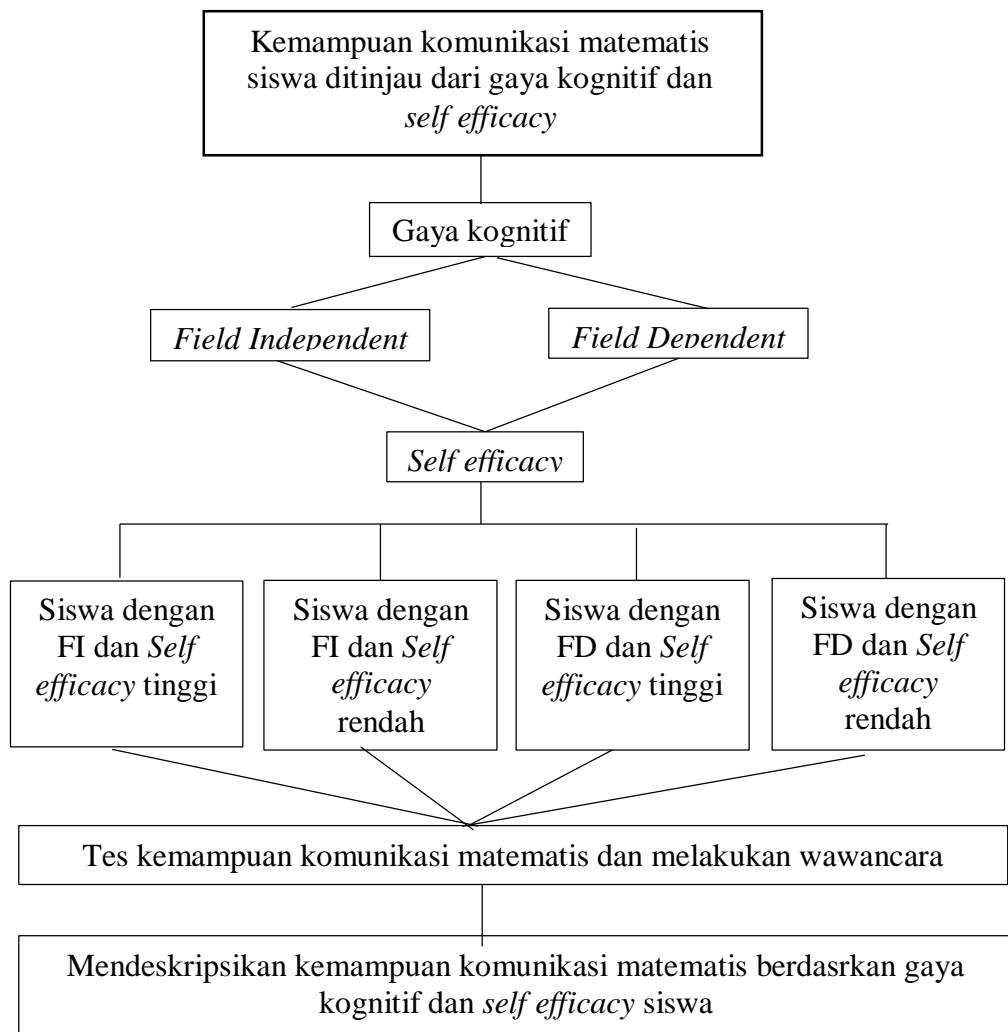 Kemampuan komunikasi matematis
siswa ditinjau dari gaya kognitif dan
self efficacy
Gaya kognitif
Field Independent
Field Dependent
Self efficacy
Siswa dengan
FI dan Self
efficacy tinggi
Siswa dengan
FI dan Self
efficacy
rendah
Siswa dengan
FD dan Self
efficacy tinggi
Siswa dengan
FD dan Self
efficacy
rendah
Tes kemampuan komunikasi matematis dan melakukan wawancara
Mendeskripsikan kemampuan komunikasi matematis berdasrkan gaya
kognitif dan self efficacy siswa